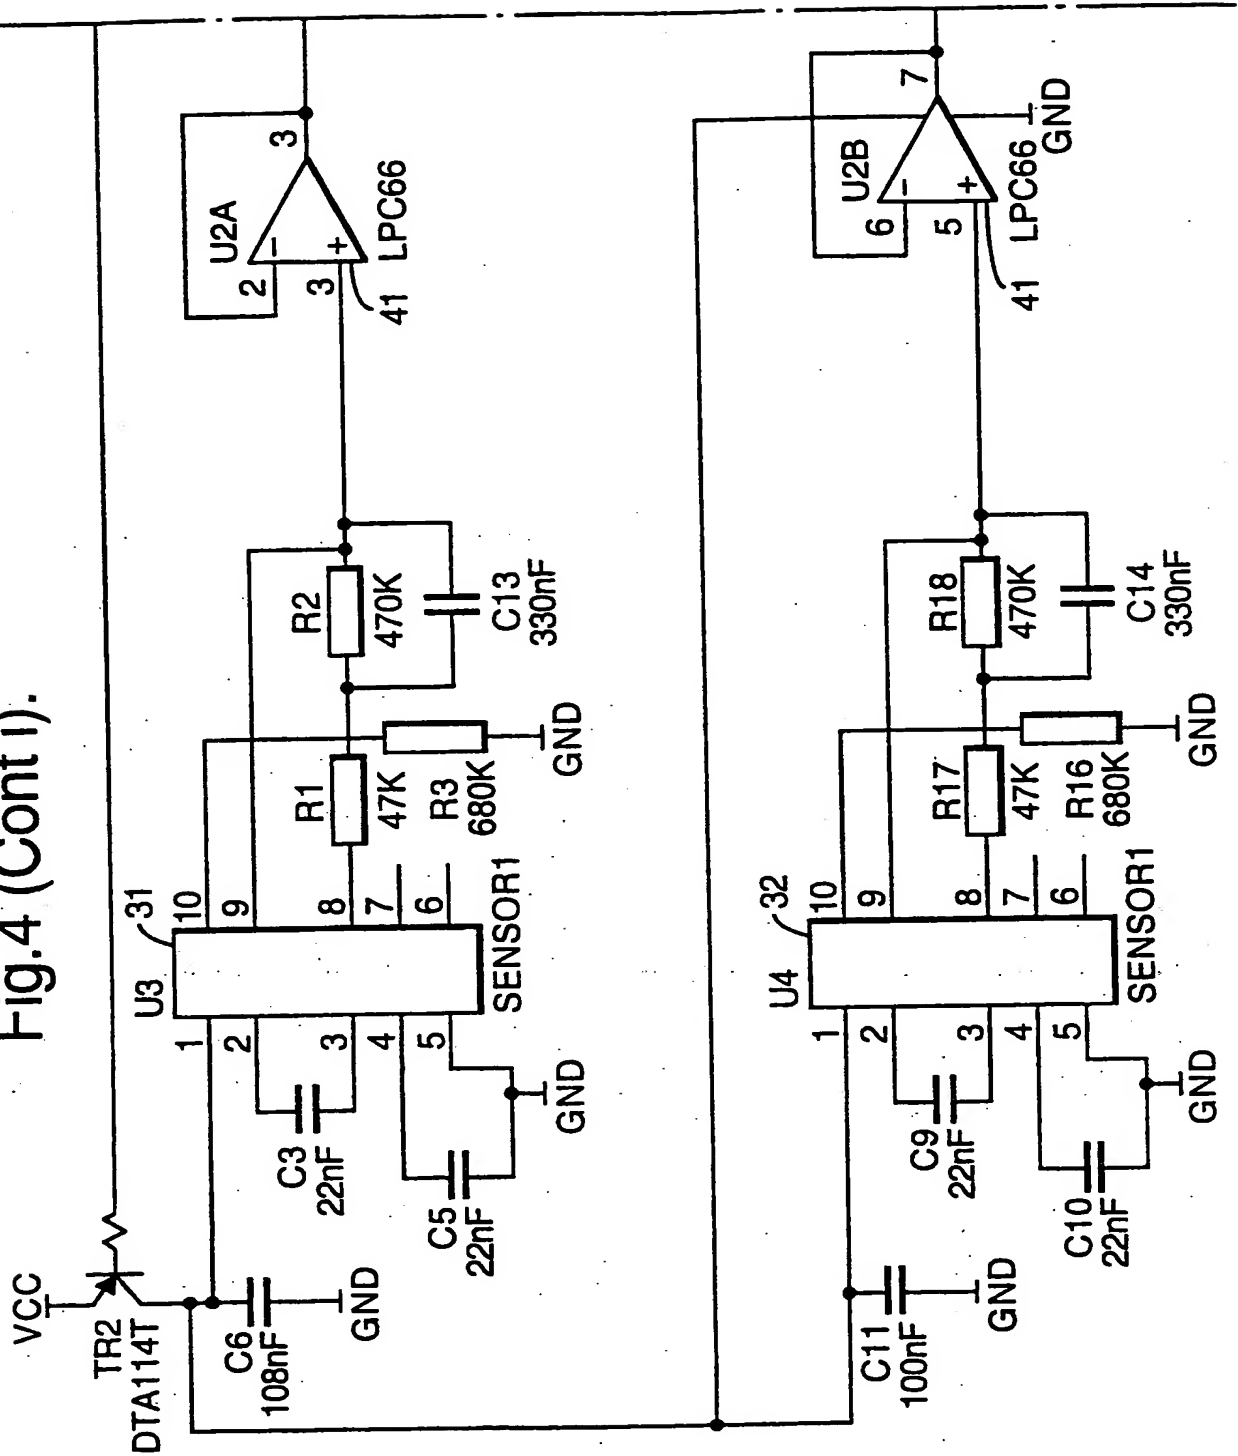 Fig.4 (Cont'd).
VCC
TR2
DTA114T
C6
108nF
GND
U3
31
1
2
3
4
5
10
9
8
7
6
SENSOR1
C3
22nF
C5
22nF
GND
R1
47K
R3
680K
GND
R2
470K
C13
330nF
U2A
2
3
3
-
+
LPC66
41
C11
100nF
GND
U4
32
1
2
3
4
5
10
9
8
7
6
SENSOR1
C9
22nF
C10
22nF
GND
R17
47K
R16
680K
GND
R18
470K
C14
330nF
U2B
6
5
7
-
+
LPC66
41
GND